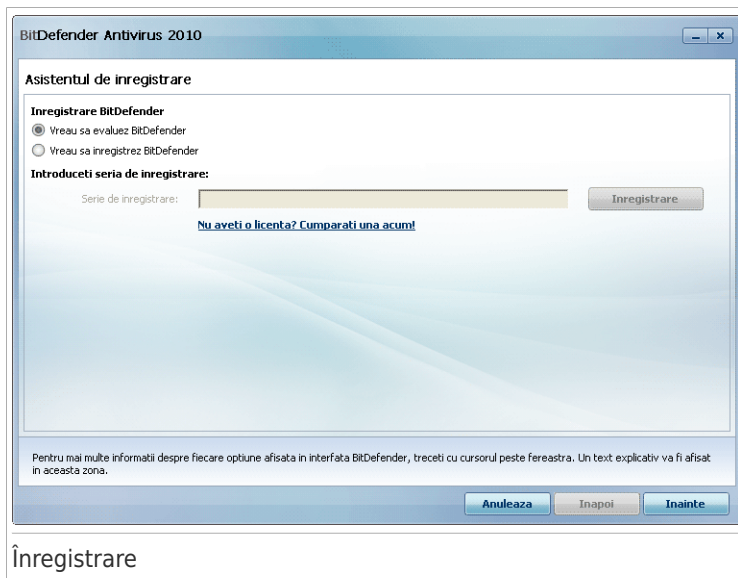 BitDefender Antivirus 2010
Asistentul de inregistrare
Inregistrare BitDefender
Vreau sa evaluez BitDefender
Vreau sa inregistrez BitDefender
Introduceti seria de inregistrare:
Serie de inregistrare:
Inregistrare
Nu aveti o licenta? Cumparati una acum!
Pentru mai multe informatii despre fiecare optiune afisata in interfata BitDefender, treceti cu cursorul peste fereastra. Un text explicativ va fi afisat
in aceasta zona.
Anuleaza Inapoi Inainte
Înregistrare